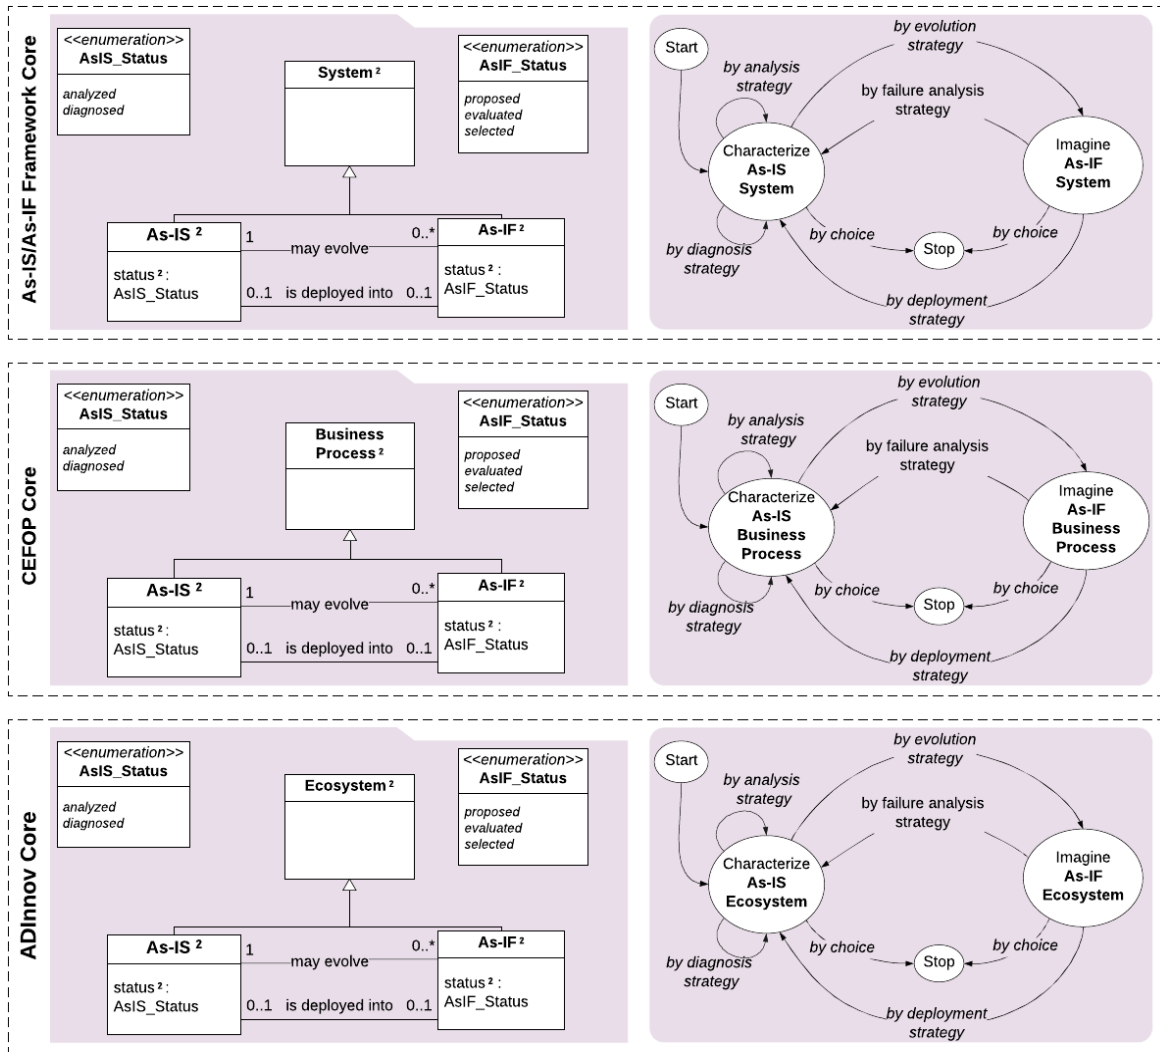 As-IS/As-IF Framework Core
<<enumeration>>
AsIS_Status
analyzed
diagnosed
System ²
<<enumeration>>
AsIF_Status
proposed
evaluated
selected
As-IS ²
status ² :
AsIS_Status
1
may evolve
0..*
0..1 is deployed into 0..1
As-IF ²
status ² :
AsIF_Status
Start
by analysis
strategy
by evolution
strategy
by failure analysis
strategy
Characterize
As-IS
System
Imagine
As-IF
System
by diagnosis
strategy
by choice
Stop
by choice
by deployment
strategy
CEFOP Core
<<enumeration>>
AsIS_Status
analyzed
diagnosed
Business
Process ²
<<enumeration>>
AsIF_Status
proposed
evaluated
selected
As-IS ²
status ² :
AsIS_Status
1
may evolve
0..*
0..1 is deployed into 0..1
As-IF ²
status ² :
AsIF_Status
Start
by analysis
strategy
by evolution
strategy
by failure analysis
strategy
Characterize
As-IS
Business
Process
Imagine
As-IF
Business
Process
by diagnosis
strategy
by choice
Stop
by choice
by deployment
strategy
ADInnov Core
<<enumeration>>
AsIS_Status
analyzed
diagnosed
Ecosystem ²
<<enumeration>>
AsIF_Status
proposed
evaluated
selected
As-IS ²
status ² :
AsIS_Status
1
may evolve
0..*
0..1 is deployed into 0..1
As-IF ²
status ² :
AsIF_Status
Start
by analysis
strategy
by evolution
strategy
by failure analysis
strategy
Characterize
As-IS
Ecosystem
Imagine
As-IF
Ecosystem
by diagnosis
strategy
by choice
Stop
by choice
by deployment
strategy